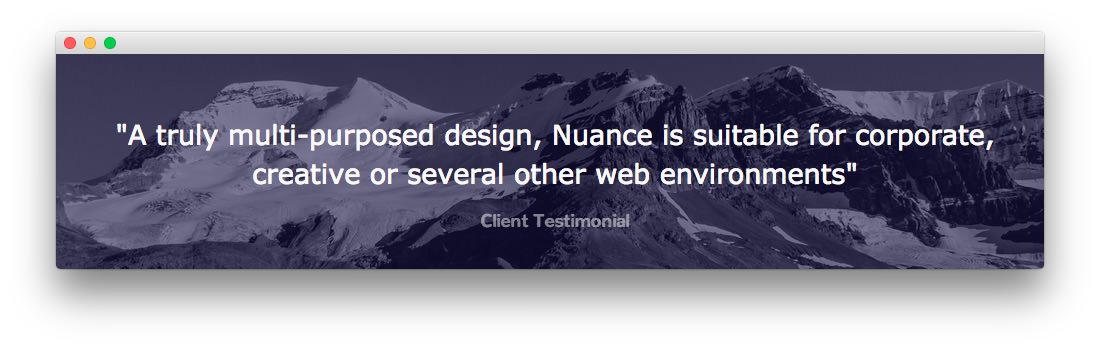 "A truly multi-purposed design, Nuance is suitable for corporate,
creative or several other web environments"
Client Testimonial